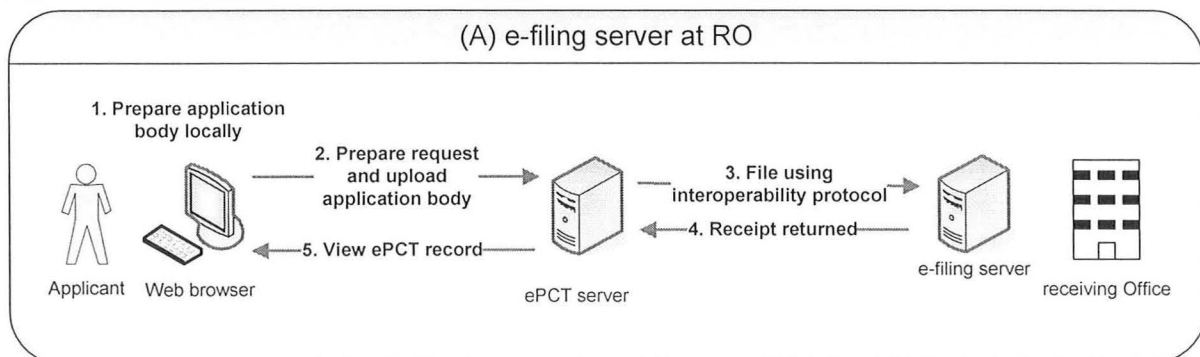 (A) e-filing server at RO
1. Prepare application
body locally
2. Prepare request
and upload
application body
3. File using
interoperability protocol
4. Receipt returned
5. View ePCT record
Applicant
Web browser
ePCT server
e-filing server
receiving Office